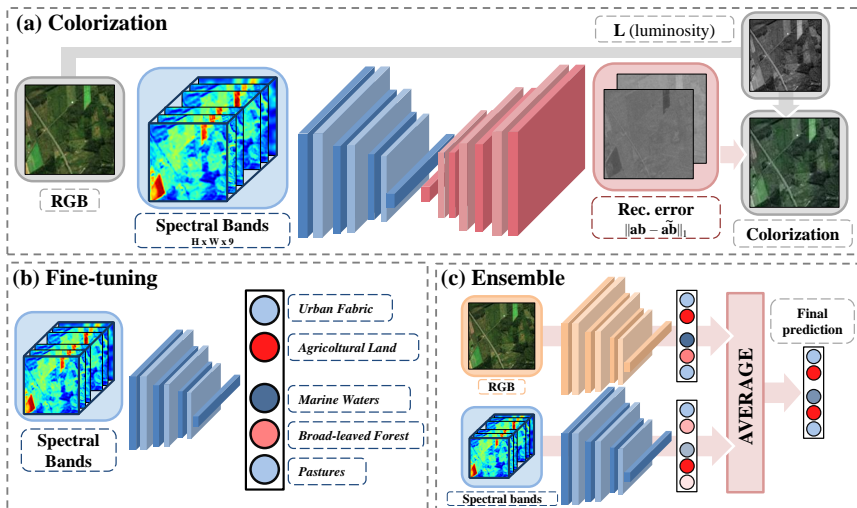 (a) Colorization
L (luminosity)
RGB
Spectral Bands
H x W x 9
Rec. error
‖ab − ãb̃‖₁
Colorization
(b) Fine-tuning
Spectral
Bands
Urban Fabric
Agricoltural Land
Marine Waters
Broad-leaved Forest
Pastures
(c) Ensemble
RGB
Spectral bands
AVERAGE
Final
prediction